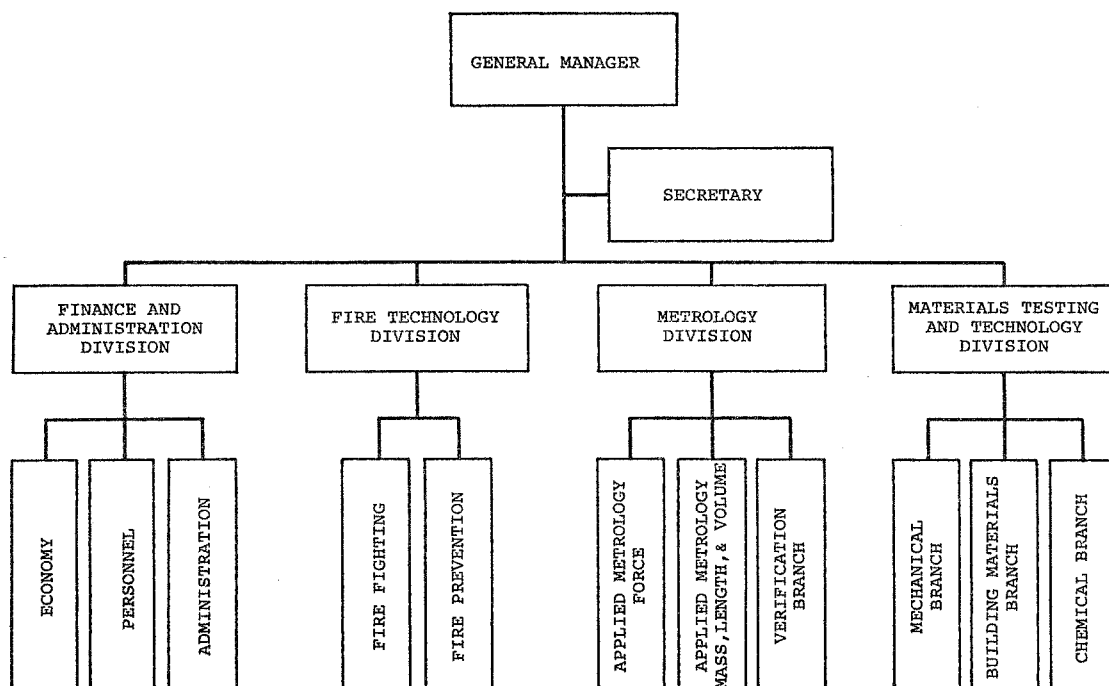 GENERAL MANAGER
SECRETARY
FINANCE AND
ADMINISTRATION
DIVISION
FIRE TECHNOLOGY
DIVISION
METROLOGY
DIVISION
MATERIALS TESTING
AND TECHNOLOGY
DIVISION
ECONOMY
PERSONNEL
ADMINISTRATION
FIRE FIGHTING
FIRE PREVENTION
APPLIED METROLOGY
FORCE
APPLIED METROLOGY
MASS,LENGTH,& VOLUME
VERIFICATION
BRANCH
MECHANICAL
BRANCH
BUILDING MATERIALS
BRANCH
CHEMICAL BRANCH